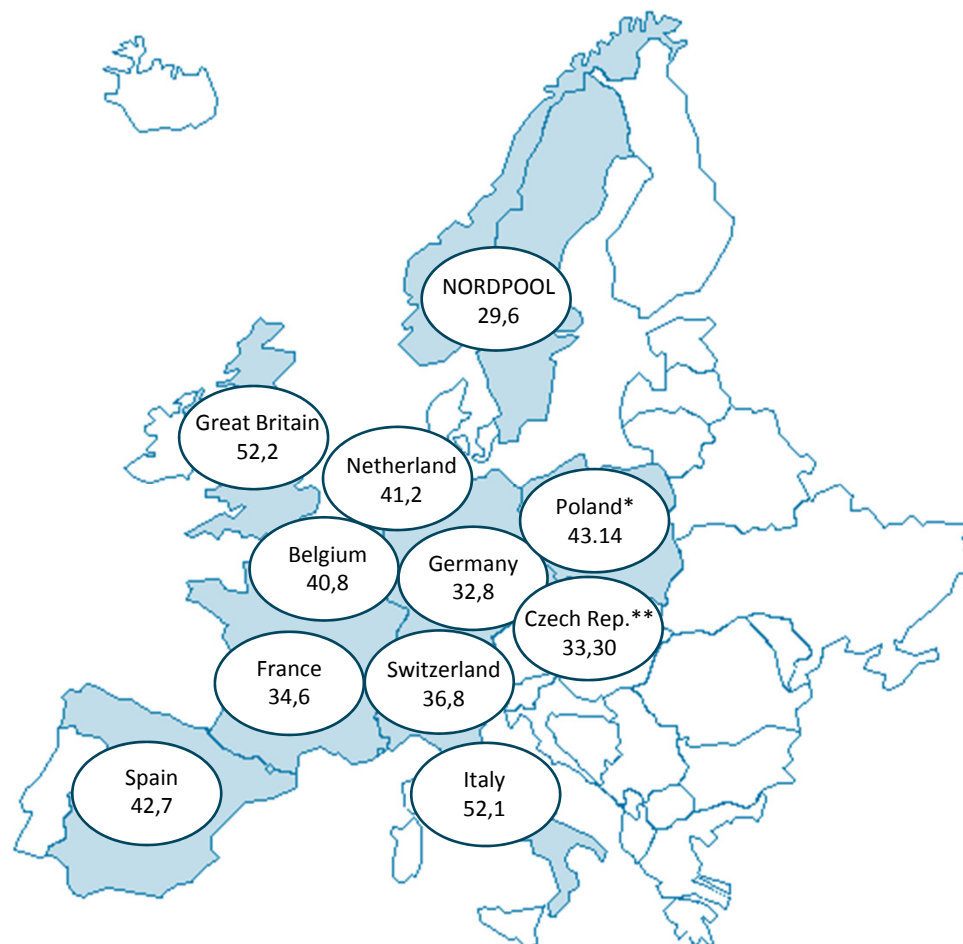 NORDPOOL
29,6
Great Britain
52,2
Netherland
41,2
Poland*
43.14
Belgium
40,8
Germany
32,8
Czech Rep.**
33,30
France
34,6
Switzerland
36,8
Spain
42,7
Italy
52,1